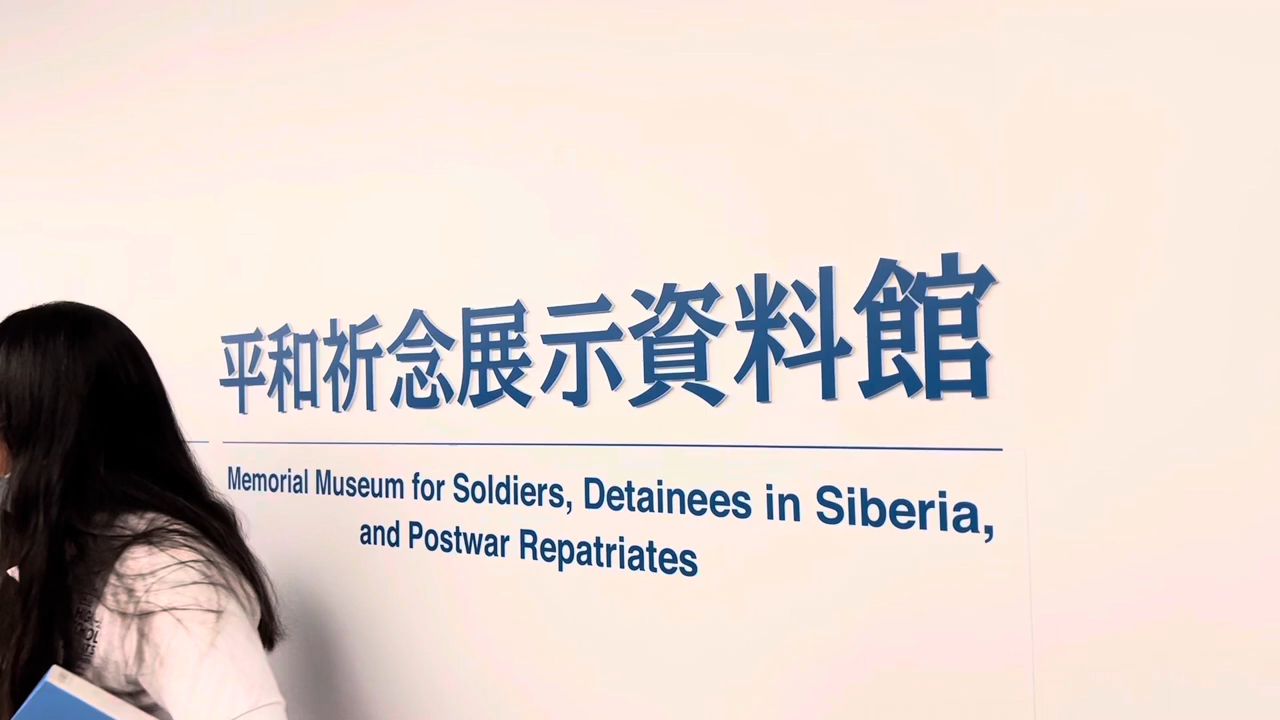 平和祈念展示資料館
Memorial Museum for Soldiers, Detainees in Siberia,
and Postwar Repatriates